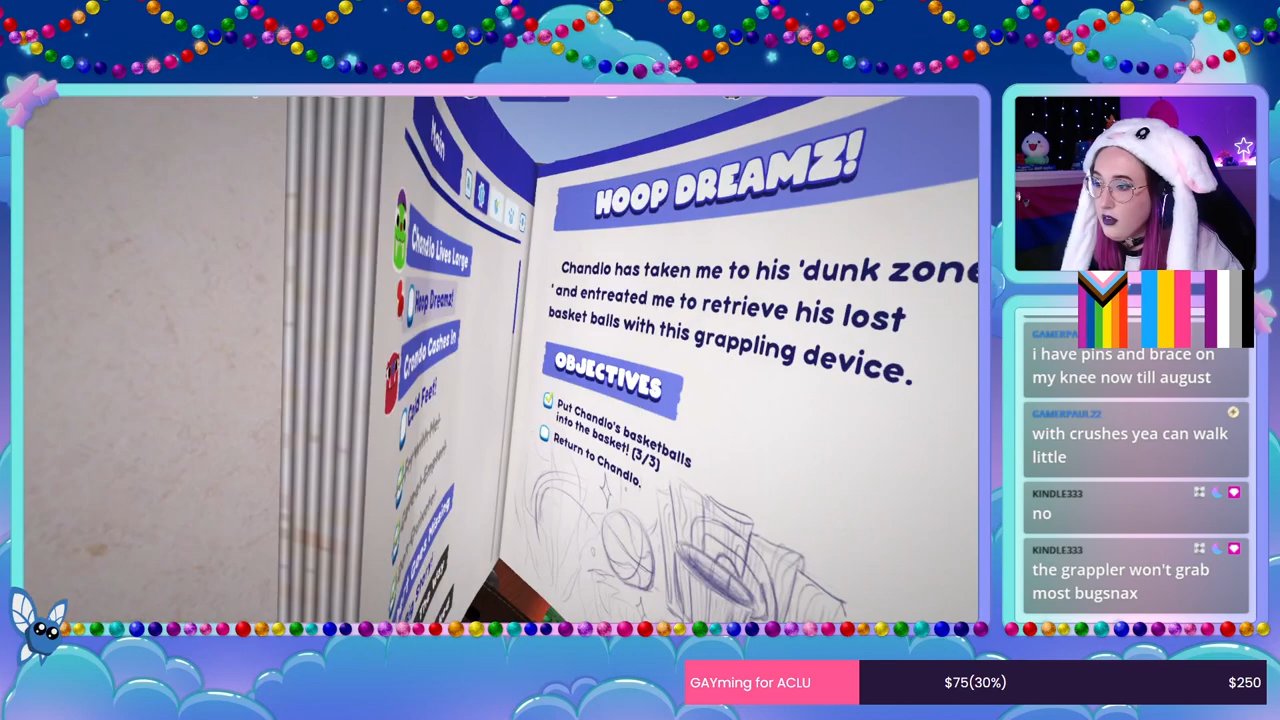 Main
Chandlo Lives Large
Hoop Dreamz!
Crando Cashes in
Cold Feet!
HOOP DREAMZ!
Chandlo has taken me to his 'dunk zone
' and entreated me to retrieve his lost
basket balls with this grappling device.
OBJECTIVES
Put Chandlo's basketballs
into the basket! (3/3)
Return to Chandlo.
i have pins and brace on
my knee now till august
GAMERPAUL22
with crushes yea can walk
little
KINDLE333
no
KINDLE333
the grappler won't grab
most bugsnax
GAYming for ACLU
$75(30%)
$250